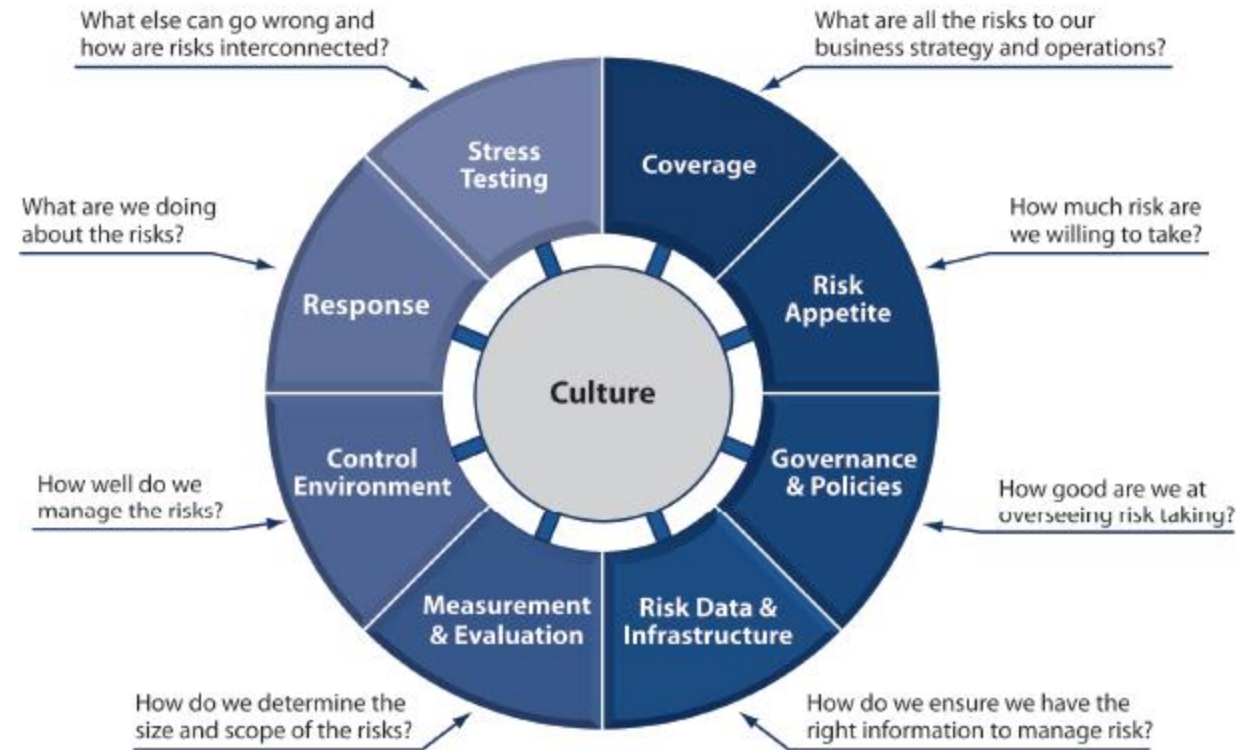 What else can go wrong and
how are risks interconnected?
What are all the risks to our
business strategy and operations?
Stress
Testing
Coverage
What are we doing
about the risks?
How much risk are
we willing to take?
Response
Risk
Appetite
Culture
Control
Environment
Governance
& Policies
How well do we
manage the risks?
How good are we at
overseeing risk taking?
Measurement
& Evaluation
Risk Data &
Infrastructure
How do we determine the
size and scope of the risks?
How do we ensure we have the
right information to manage risk?